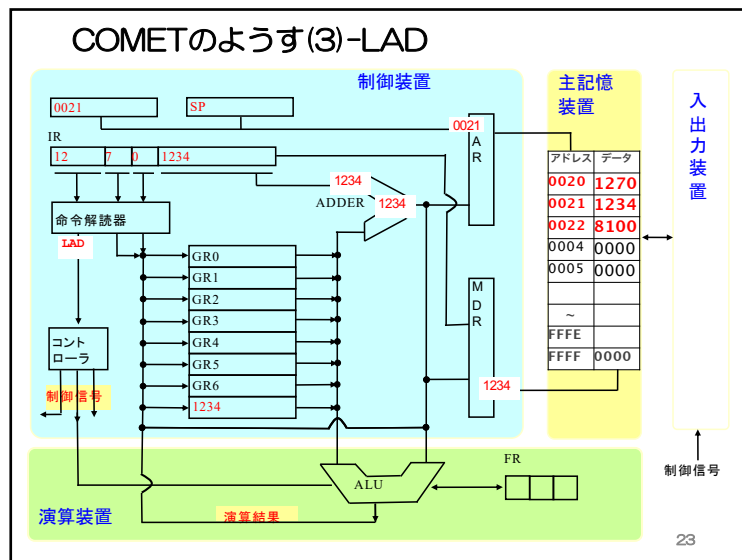 COMETのようす(3)-LAD
制御装置
主記憶
装置
入出力装置
0021
SP
0021
AR
IR
12 7 0 1234
1234
ADDER
1234
命令解読器
LAD
アドレス データ
0020 1270
0021 1234
0022 8100
0004 0000
0005 0000
~
FFFE
FFFF 0000
GR0
GR1
GR2
GR3
GR4
GR5
GR6
1234
MDR
1234
コント
ローラ
制御信号
FR
ALU
制御信号
演算装置
演算結果
23